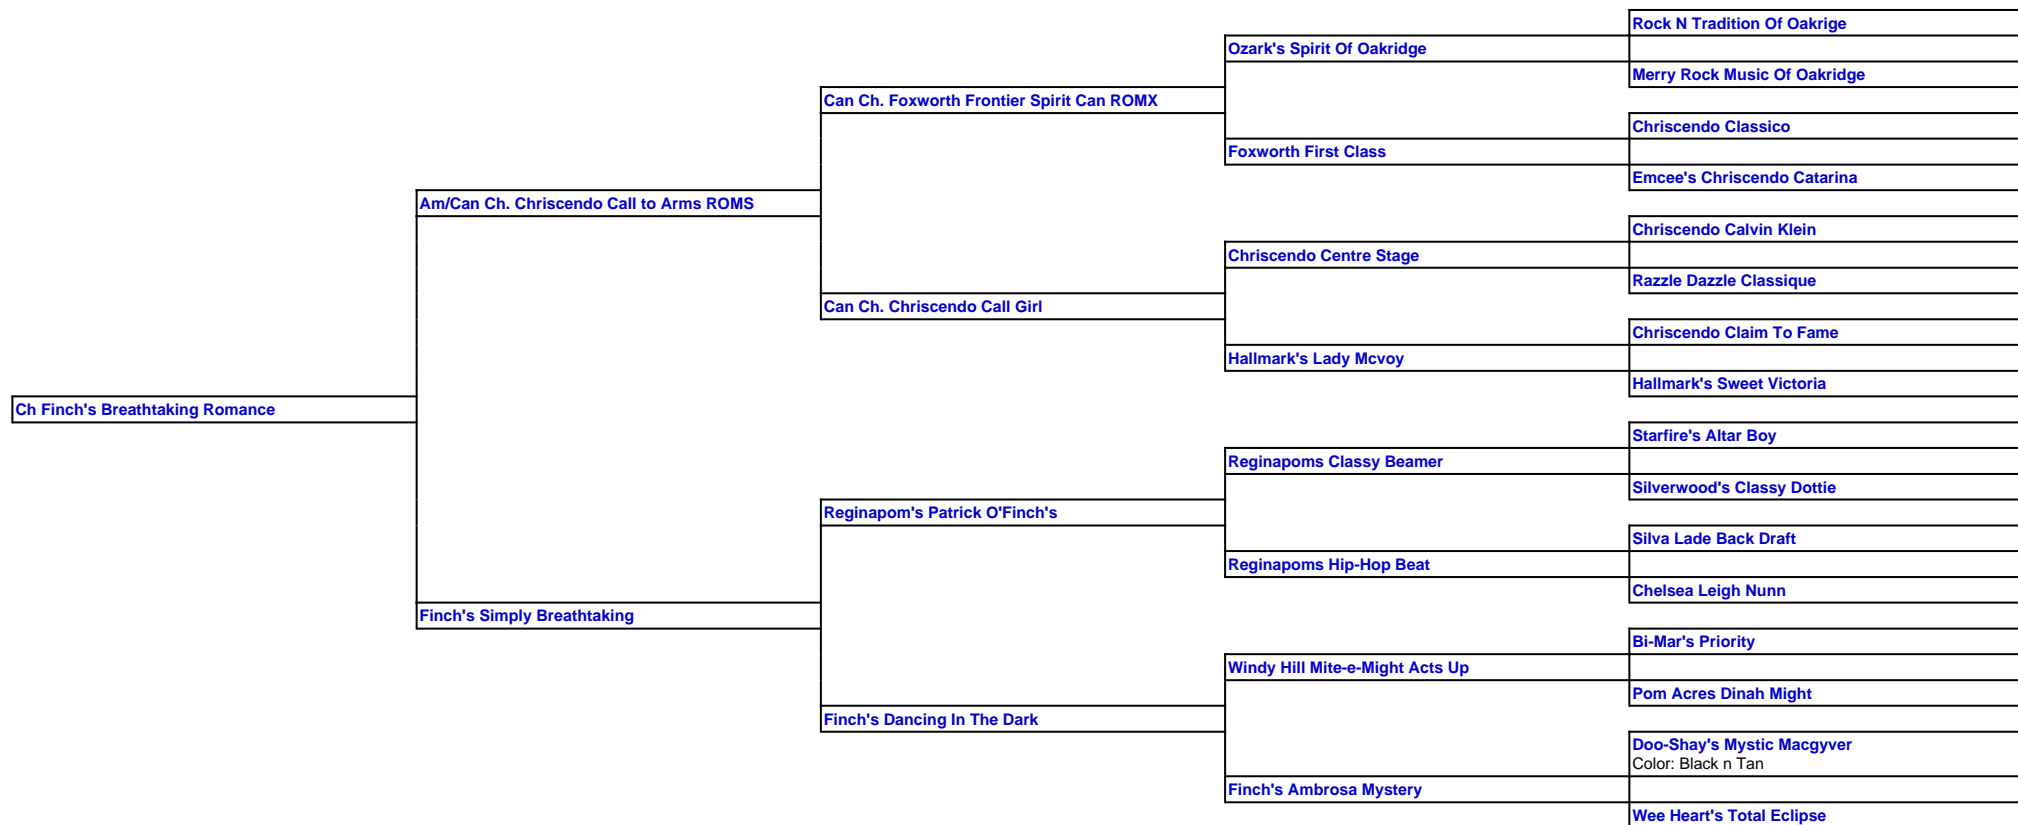 Rock N Tradition Of Oakrige
Ozark's Spirit Of Oakridge
Merry Rock Music Of Oakridge
Can Ch. Foxworth Frontier Spirit Can ROMX
Chriscendo Classico
Foxworth First Class
Emcee's Chriscendo Catarina
Am/Can Ch. Chriscendo Call to Arms ROMS
Chriscendo Calvin Klein
Chriscendo Centre Stage
Razzle Dazzle Classique
Can Ch. Chriscendo Call Girl
Chriscendo Claim To Fame
Hallmark's Lady Mcvoy
Hallmark's Sweet Victoria
Ch Finch's Breathtaking Romance
Starfire's Altar Boy
Reginapoms Classy Beamer
Silverwood's Classy Dottie
Reginapom's Patrick O'Finch's
Silva Lade Back Draft
Reginapoms Hip-Hop Beat
Chelsea Leigh Nunn
Finch's Simply Breathtaking
Bi-Mar's Priority
Windy Hill Mite-e-Might Acts Up
Pom Acres Dinah Might
Finch's Dancing In The Dark
Doo-Shay's Mystic Macgyver
Color: Black n Tan
Finch's Ambrosa Mystery
Wee Heart's Total Eclipse